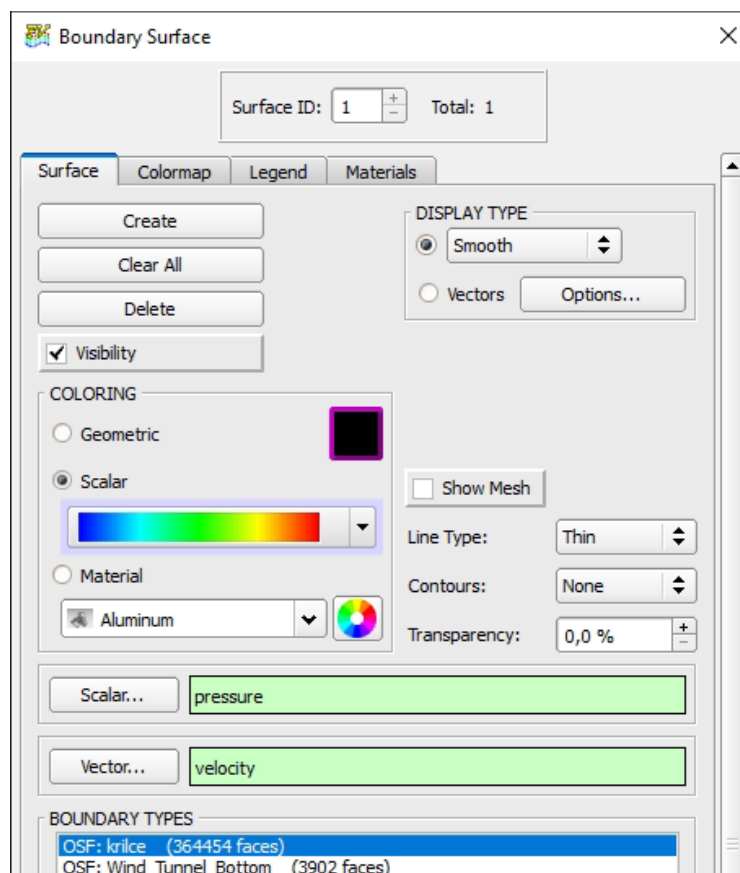 Boundary Surface
Surface ID: 1 Total: 1
Surface Colormap Legend Materials
Create
Clear All
Delete
Visibility
DISPLAY TYPE
Smooth
Vectors Options...
COLORING
Geometric
Scalar
Material
Aluminum
Show Mesh
Line Type: Thin
Contours: None
Transparency: 0,0 %
Scalar... pressure
Vector... velocity
BOUNDARY TYPES
OSF: krilce (364454 faces)
OSF: Wind_Tunnel_Bottom (3902 faces)